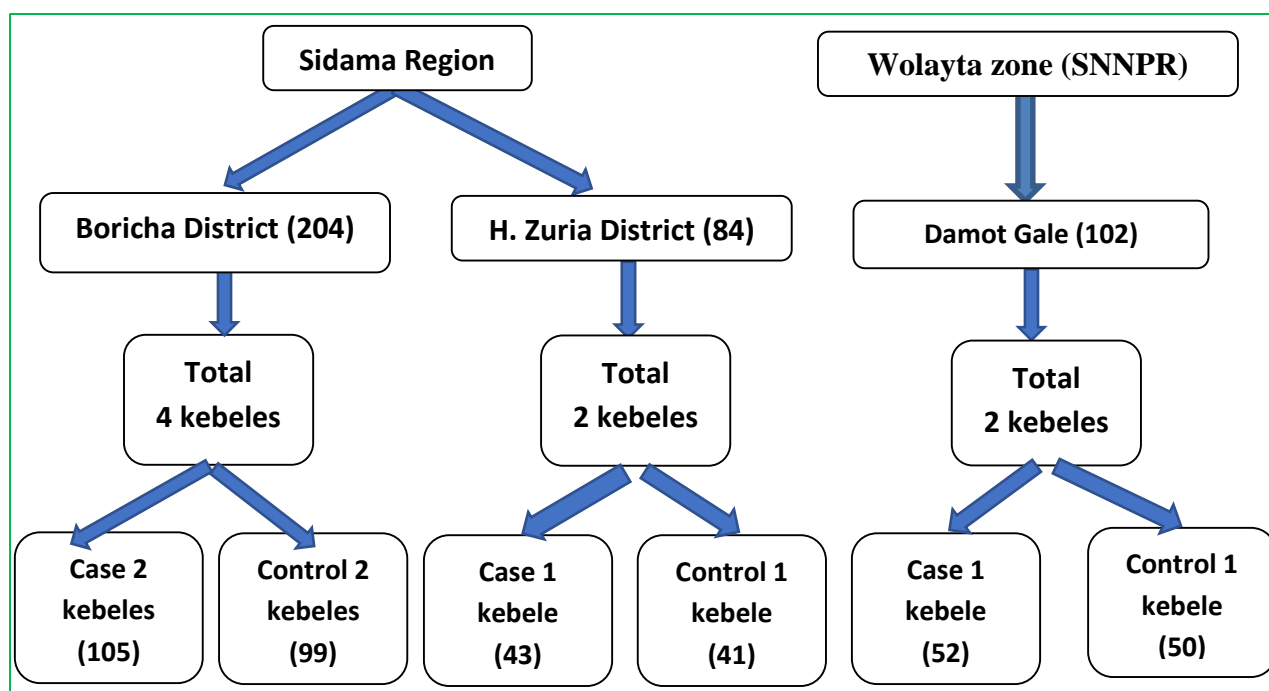 Sidama Region
Wolayta zone (SNNPR)
Boricha District (204)
H. Zuria District (84)
Damot Gale (102)
Total
4 kebeles
Total
2 kebeles
Total
2 kebeles
Case 2
kebeles
(105)
Control 2
kebeles
(99)
Case 1
kebele
(43)
Control 1
kebele
(41)
Case 1
kebele
(52)
Control 1
kebele
(50)